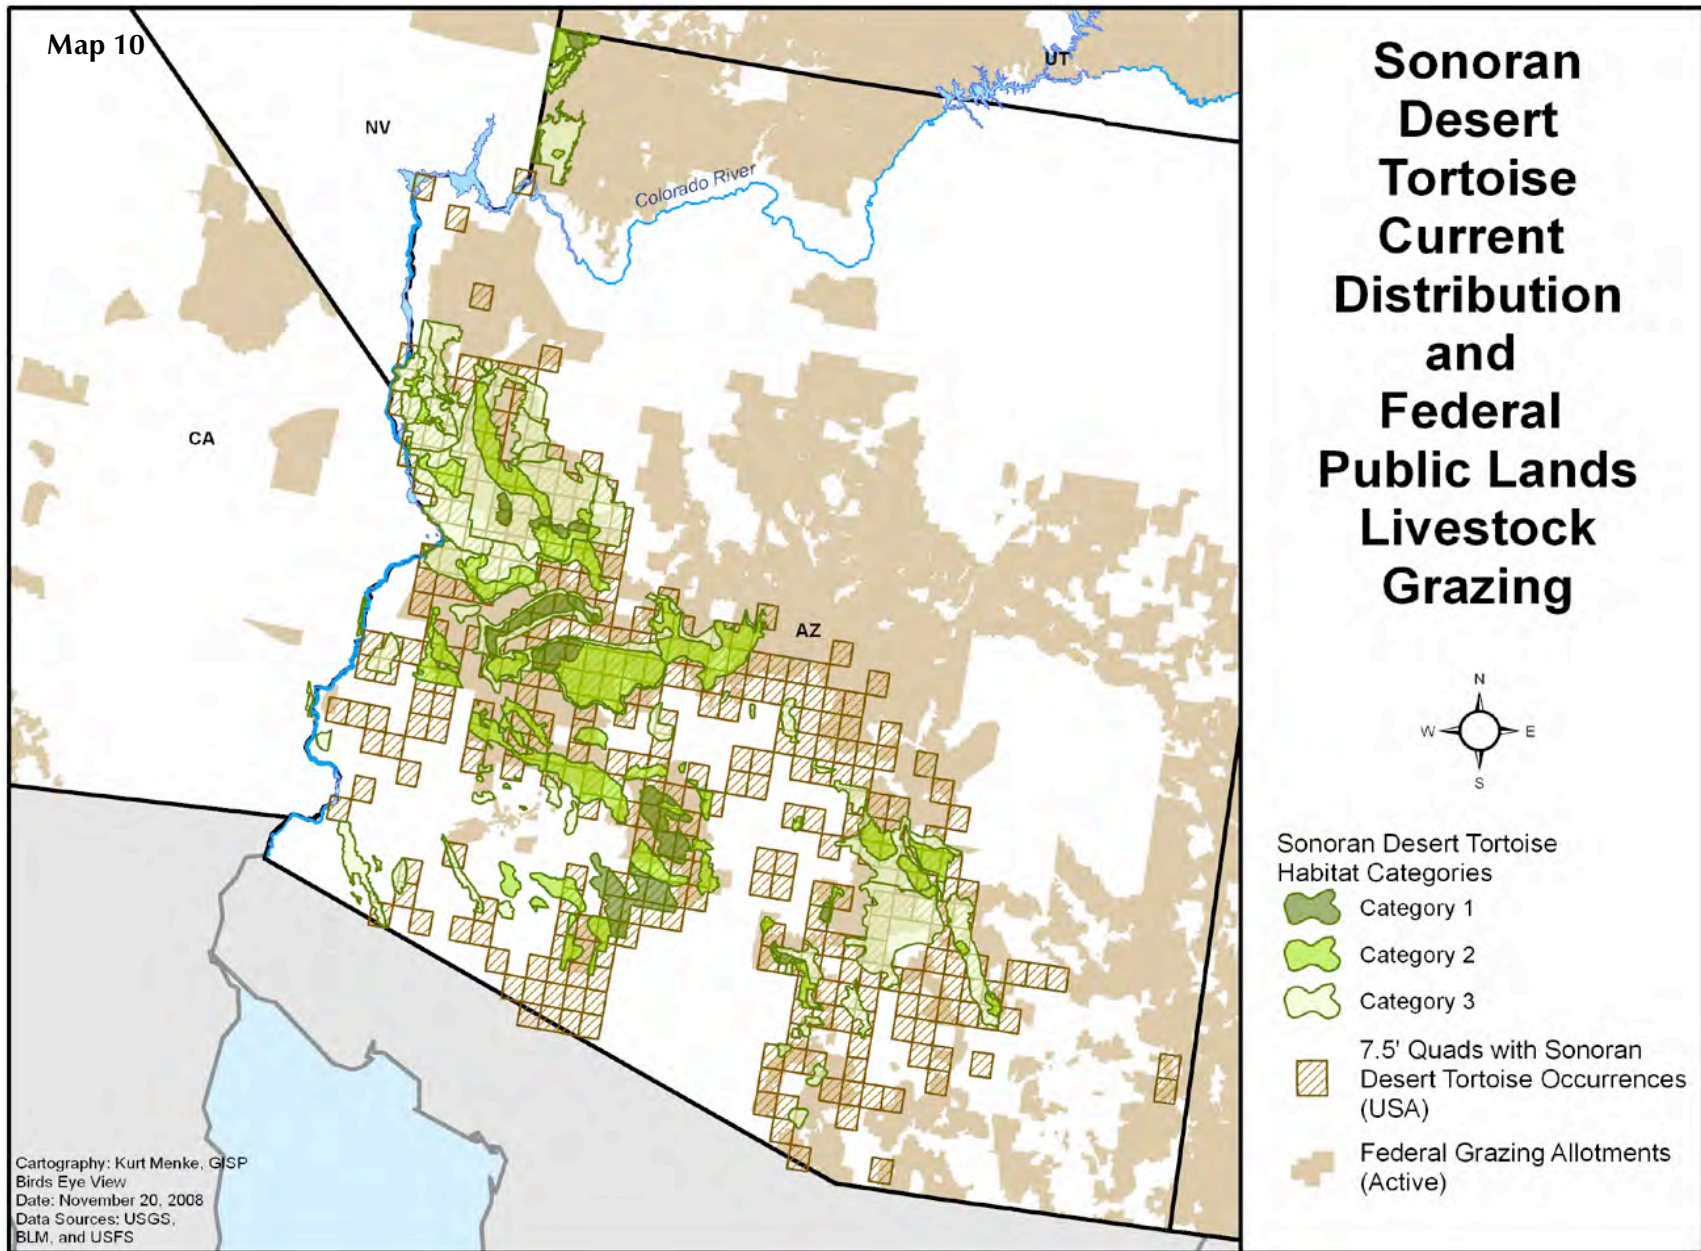 Map 10
NV
UT
Colorado River
CA
AZ
Cartography: Kurt Menke, GISP
Birds Eye View
Date: November 20, 2008
Data Sources: USGS,
BLM, and USFS
Sonoran
Desert
Tortoise
Current
Distribution
and
Federal
Public Lands
Livestock
Grazing
N
W
E
S
Sonoran Desert Tortoise
Habitat Categories
Category 1
Category 2
Category 3
7.5' Quads with Sonoran
Desert Tortoise Occurrences
(USA)
Federal Grazing Allotments
(Active)